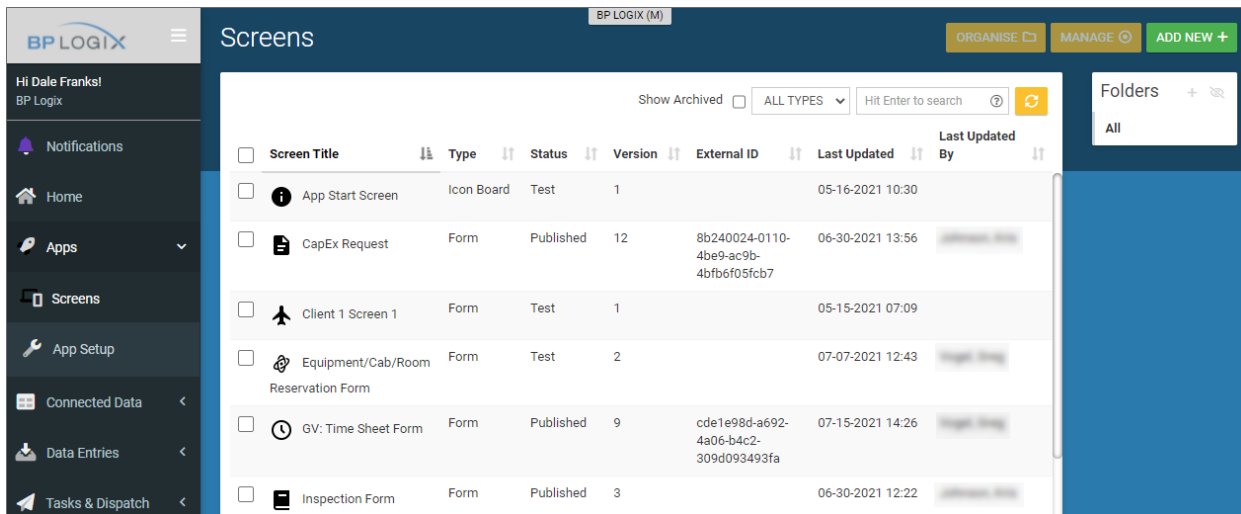 BP LOGIX (M)
BPLOGIX
Screens
ORGANISE
MANAGE
ADD NEW +
Hi Dale Franks!
BP Logix
Notifications
Home
Apps
Screens
App Setup
Connected Data
Data Entries
Tasks & Dispatch
Show Archived
ALL TYPES
Hit Enter to search
Folders
All
Screen Title Type Status Version External ID Last Updated Last Updated
By
App Start Screen Icon Board Test 1 05-16-2021 10:30
CapEx Request Form Published 12 8b240024-0110- 06-30-2021 13:56
4be9-ac9b-
4bfb6f05fcb7
Client 1 Screen 1 Form Test 1 05-15-2021 07:09
Equipment/Cab/Room Form Test 2 07-07-2021 12:43
Reservation Form
GV: Time Sheet Form Form Published 9 cde1e98d-a692- 07-15-2021 14:26
4a06-b4c2-
309d093493fa
Inspection Form Form Published 3 06-30-2021 12:22